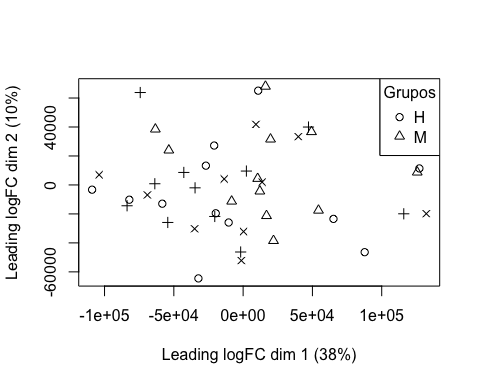 Grupos
H
M
Leading logFC dim 2 (10%)
40000
0
-60000
-1e+05 -5e+04 0e+00 5e+04 1e+05
Leading logFC dim 1 (38%)